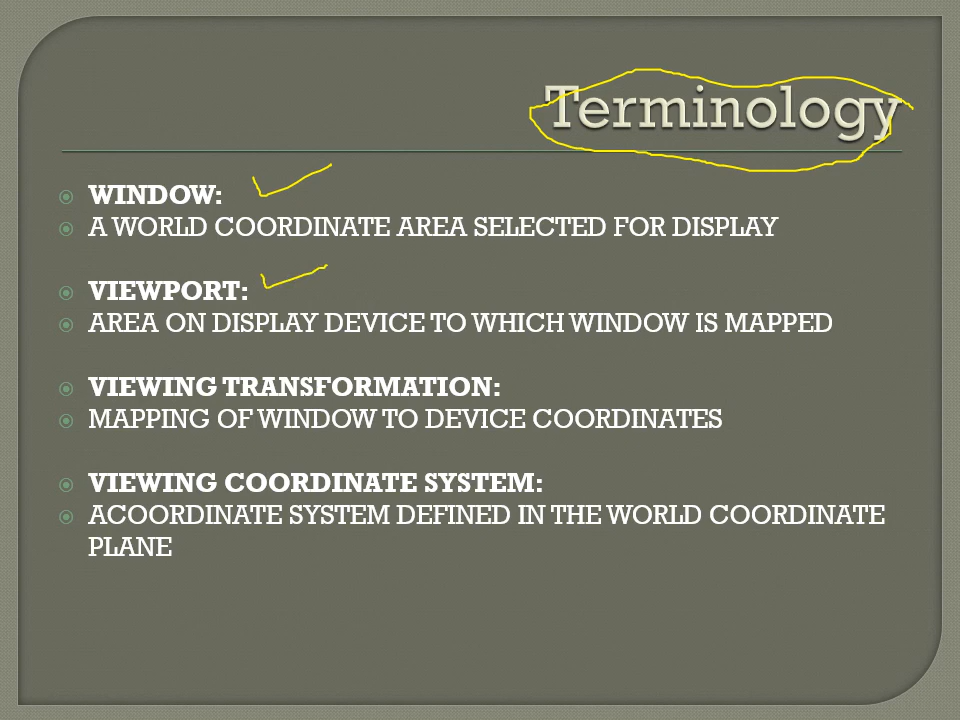 Terminology
WINDOW:
A WORLD COORDINATE AREA SELECTED FOR DISPLAY
VIEWPORT:
AREA ON DISPLAY DEVICE TO WHICH WINDOW IS MAPPED
VIEWING TRANSFORMATION:
MAPPING OF WINDOW TO DEVICE COORDINATES
VIEWING COORDINATE SYSTEM:
ACOORDINATE SYSTEM DEFINED IN THE WORLD COORDINATE
PLANE